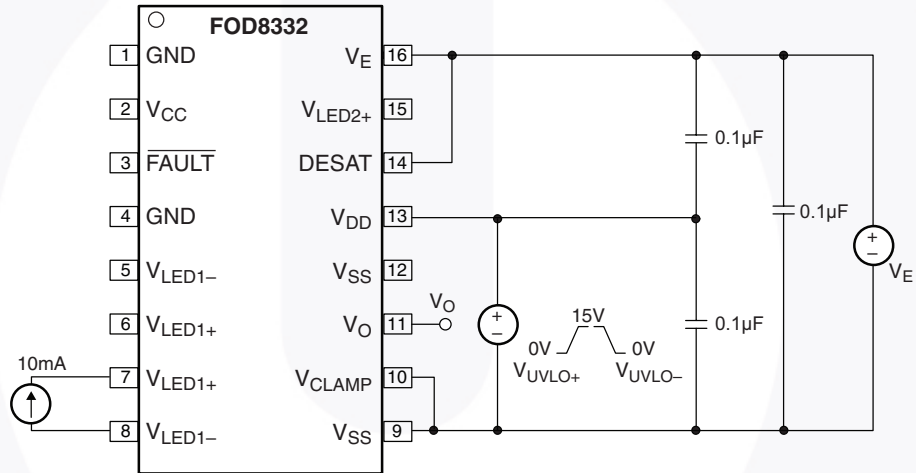 FOD8332
1 GND
2 VCC
3 FAULT
4 GND
5 VLED1–
6 VLED1+
7 VLED1+
8 VLED1–
VE 16
VLED2+ 15
DESAT 14
VDD 13
VSS 12
VO 11
VCLAMP 10
VSS 9
10mA
VO
+
–
15V
0V 0V
VUVLO+ VUVLO–
0.1µF
0.1µF
0.1µF
+
–
VE